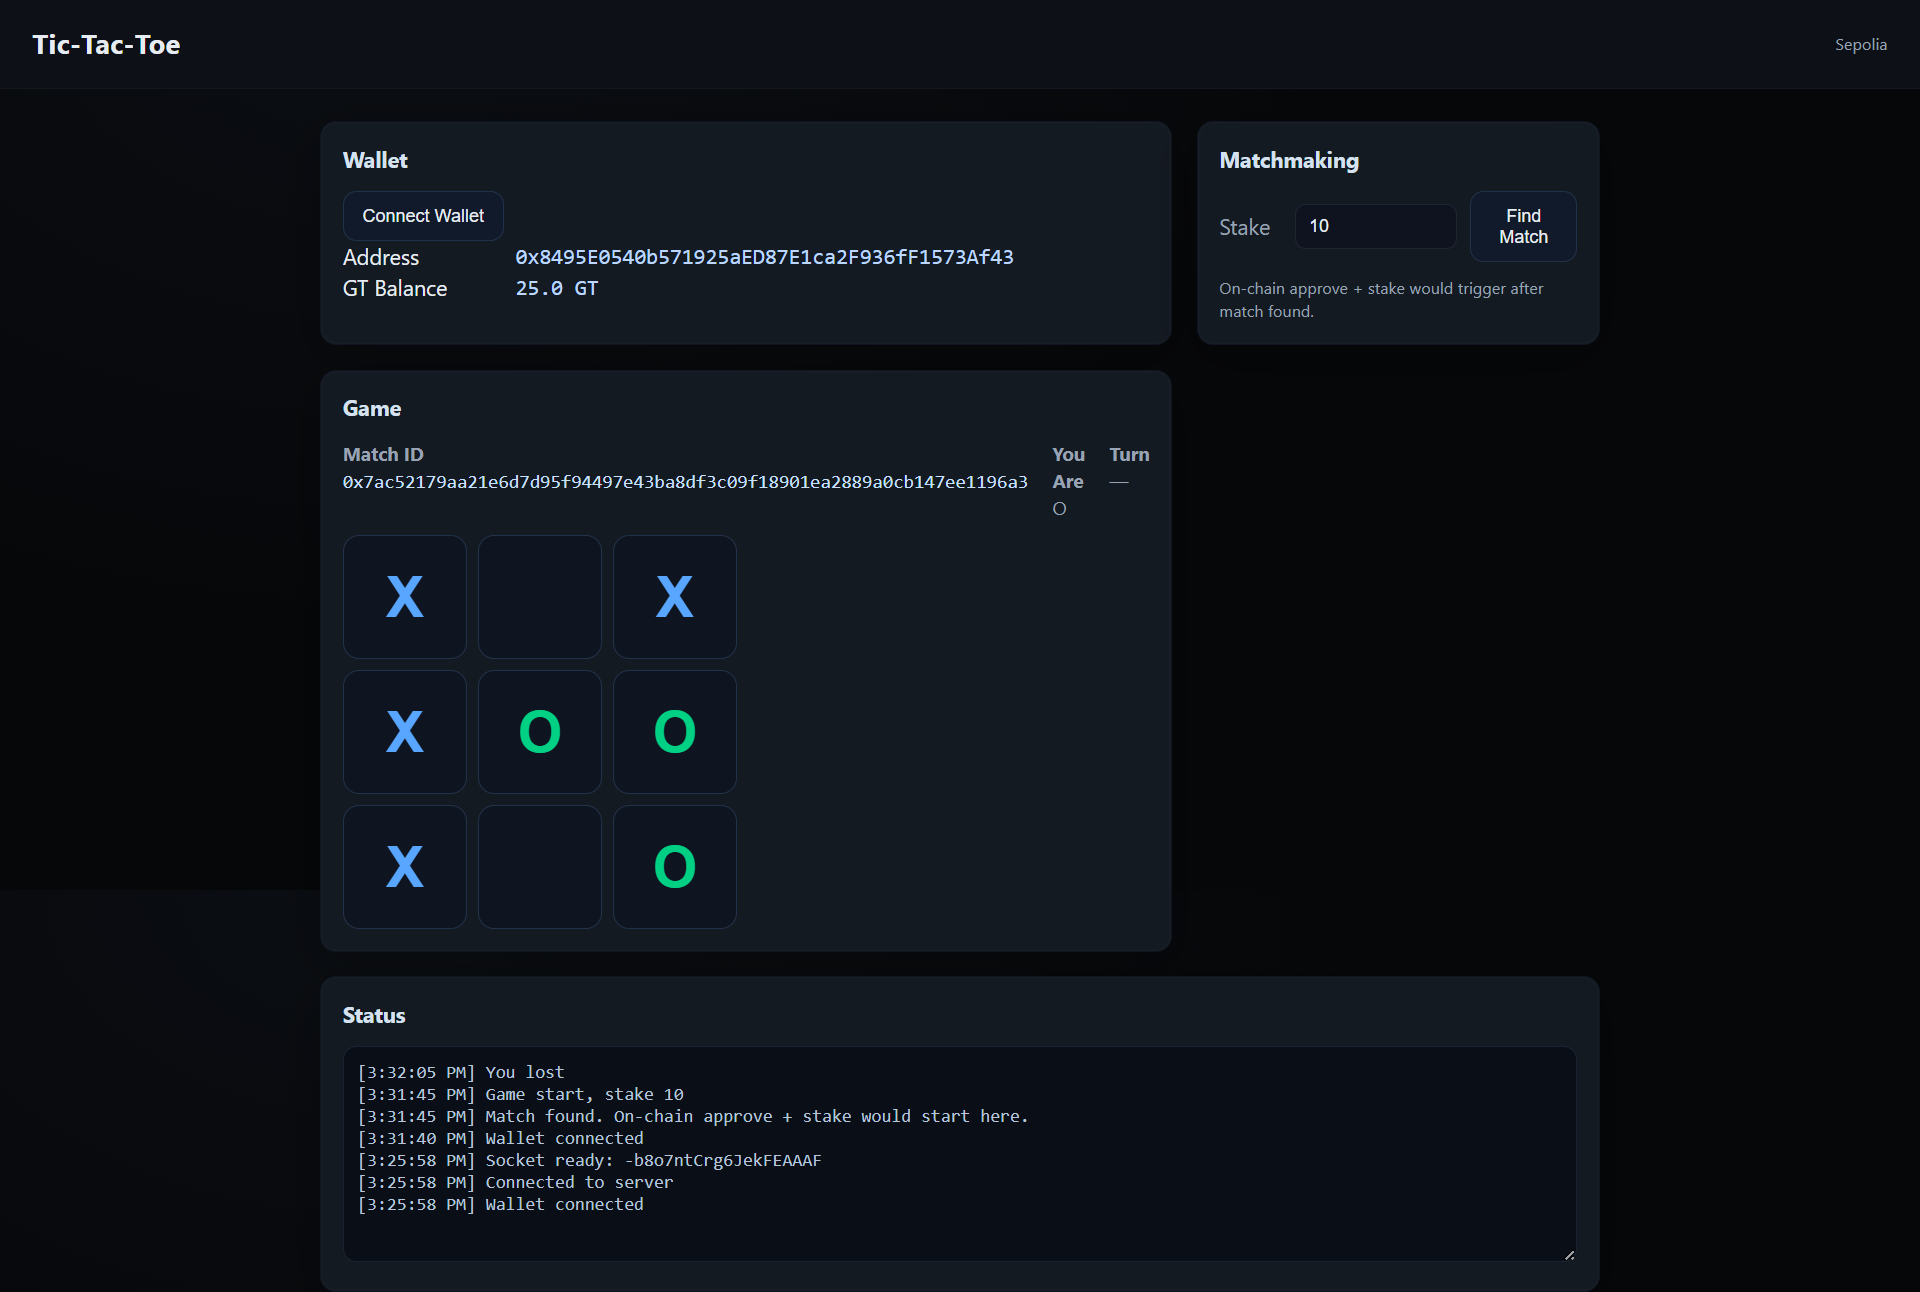 Tic-Tac-Toe
Sepolia
Wallet
Connect Wallet
Address 0x8495E0540b571925aED87E1ca2F936fF1573Af43
GT Balance 25.0 GT
Matchmaking
Stake 10
Find
Match
On-chain approve + stake would trigger after
match found.
Game
Match ID
0x7ac52179aa21e6d7d95f94497e43ba8df3c09f18901ea2889a0cb147ee1196a3
You
Are
O
Turn
—
X X
X O O
X O
Status
[3:32:05 PM] You lost
[3:31:45 PM] Game start, stake 10
[3:31:45 PM] Match found. On-chain approve + stake would start here.
[3:31:40 PM] Wallet connected
[3:25:58 PM] Socket ready: -b8o7ntCrg6JekFEAAAF
[3:25:58 PM] Connected to server
[3:25:58 PM] Wallet connected